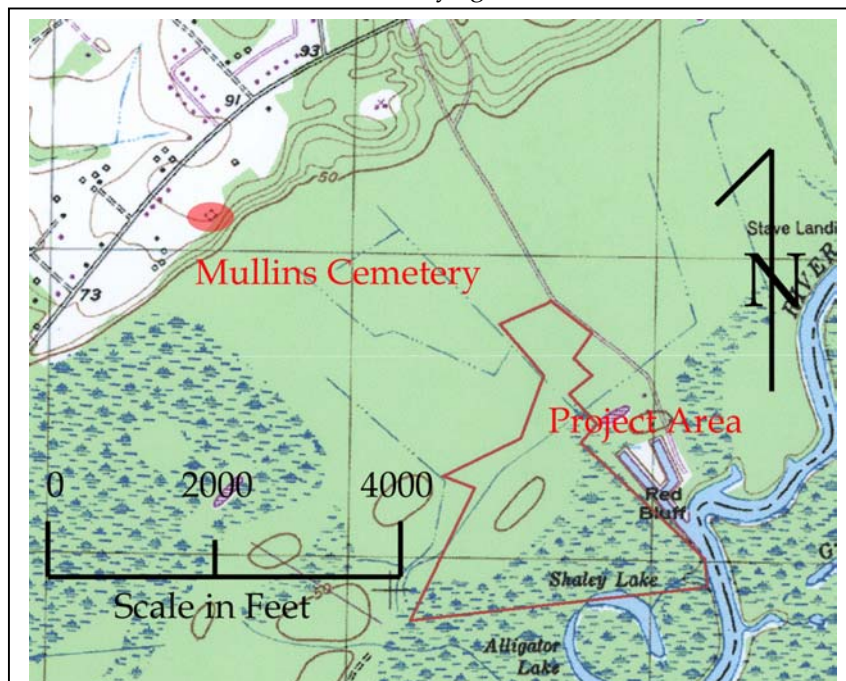 93
91
50
Mullins Cemetery
73
Stave Landi
N
RIVER
Project Area
0 2000 4000
Red
Bluff
Scale in Feet
50
Shaley Lake
Alligator
Lake